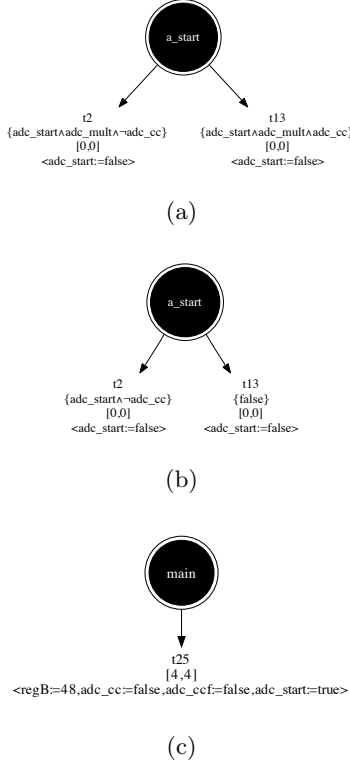 a_start
t2
{adc_start∧adc_mult∧¬adc_cc}
[0,0]
<adc_start:=false>
t13
{adc_start∧adc_mult∧adc_cc}
[0,0]
<adc_start:=false>
(a)
a_start
t2
{adc_start∧¬adc_cc}
[0,0]
<adc_start:=false>
t13
{false}
[0,0]
<adc_start:=false>
(b)
main
t25
[4,4]
<regB:=48,adc_cc:=false,adc_ccf:=false,adc_start:=true>
(c)